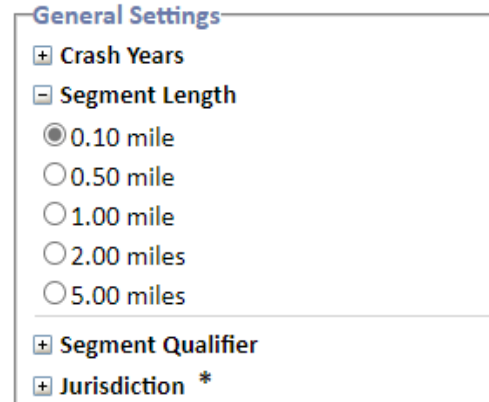 General Settings
Crash Years
Segment Length
0.10 mile
0.50 mile
1.00 mile
2.00 miles
5.00 miles
Segment Qualifier
Jurisdiction *